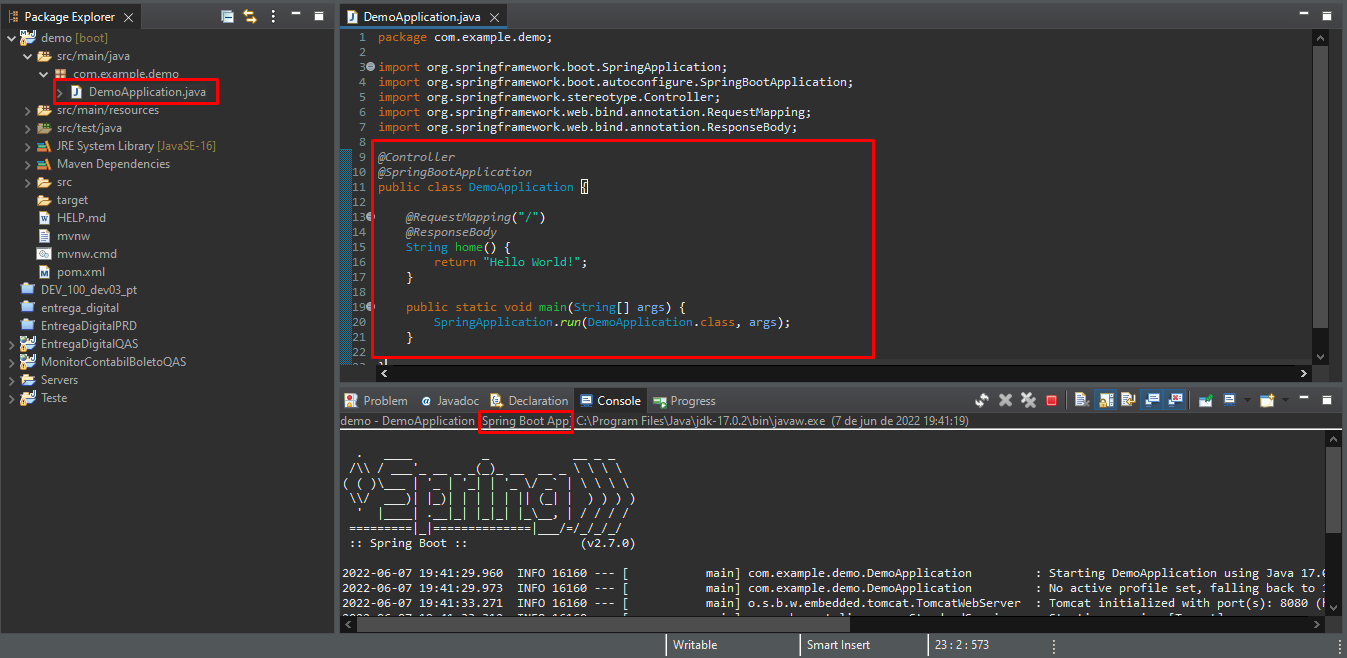 Package Explorer
demo [boot]
src/main/java
com.example.demo
DemoApplication.java
src/main/resources
src/test/java
JRE System Library [JavaSE-16]
Maven Dependencies
src
target
HELP.md
mvnw
mvnw.cmd
pom.xml
DEV_100_dev03_pt
entrega_digital
EntregaDigitalPRD
EntregaDigitalQAS
MonitorContabilBoletoQAS
Servers
Teste
DemoApplication.java
1 package com.example.demo;
2
3 import org.springframework.boot.SpringApplication;
4 import org.springframework.boot.autoconfigure.SpringBootApplication;
5 import org.springframework.stereotype.Controller;
6 import org.springframework.web.bind.annotation.RequestMapping;
7 import org.springframework.web.bind.annotation.ResponseBody;
8
9 @Controller
10 @SpringBootApplication
11 public class DemoApplication {
12
13 @RequestMapping("/")
14 @ResponseBody
15 String home() {
16 return "Hello World!";
17 }
18
19 public static void main(String[] args) {
20 SpringApplication.run(DemoApplication.class, args);
21 }
22
Problem @ Javadoc Declaration Console Progress
demo - DemoApplication [Spring Boot App] C:\Program Files\Java\jdk-17.0.2\bin\javaw.exe (7 de jun de 2022 19:41:19)
Spring
:: Spring Boot :: (v2.7.0)
2022-06-07 19:41:29.960 INFO 16160 --- [ main] com.example.demo.DemoApplication : Starting DemoApplication using Java 17.0
2022-06-07 19:41:29.973 INFO 16160 --- [ main] com.example.demo.DemoApplication : No active profile set, falling back to 1
2022-06-07 19:41:33.271 INFO 16160 --- [ main] o.s.b.w.embedded.tomcat.TomcatWebServer : Tomcat initialized with port(s): 8080 (h
Writable Smart Insert 23 : 2 : 573